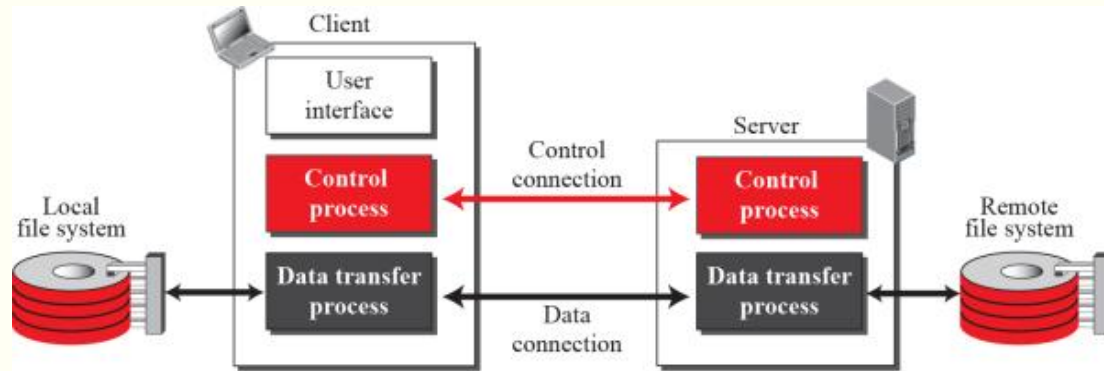 Client
User
interface
Server
Control
connection
Control
process
Control
process
Local
file system
Remote
file system
Data transfer
process
Data transfer
process
Data
connection